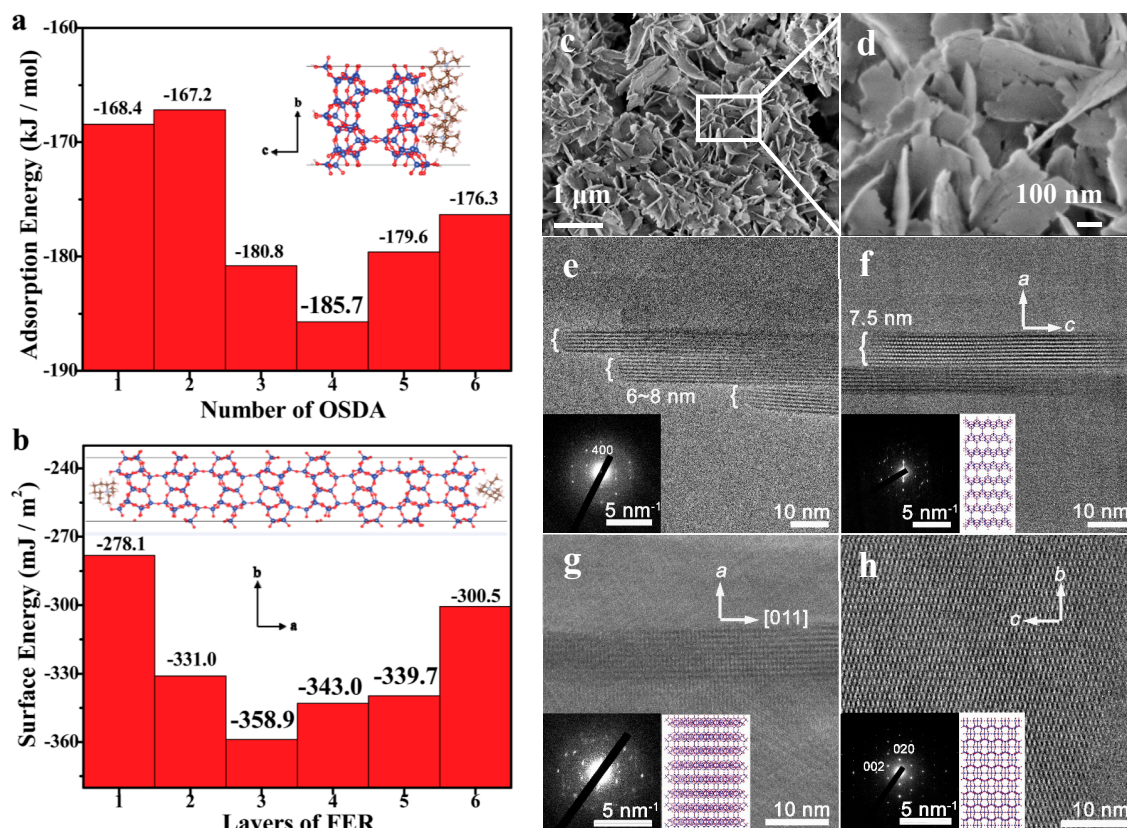 a
-160
-170
-180
-190
Adsorption Energy (kJ / mol)
-168.4
-167.2
-180.8
-185.7
-179.6
-176.3
b
c
1 2 3 4 5 6
Number of OSDA
b
-240
-270
-300
-330
-360
Surface Energy (mJ / m²)
-278.1
-331.0
-358.9
-343.0
-339.7
-300.5
b
a
1 2 3 4 5 6
Layers of FER
c
1 μm
d
100 nm
e
6~8 nm
400
5 nm⁻¹
10 nm
f
7.5 nm
a
c
5 nm⁻¹
10 nm
g
a
[011]
5 nm⁻¹
10 nm
h
b
c
020
002
5 nm⁻¹
10 nm